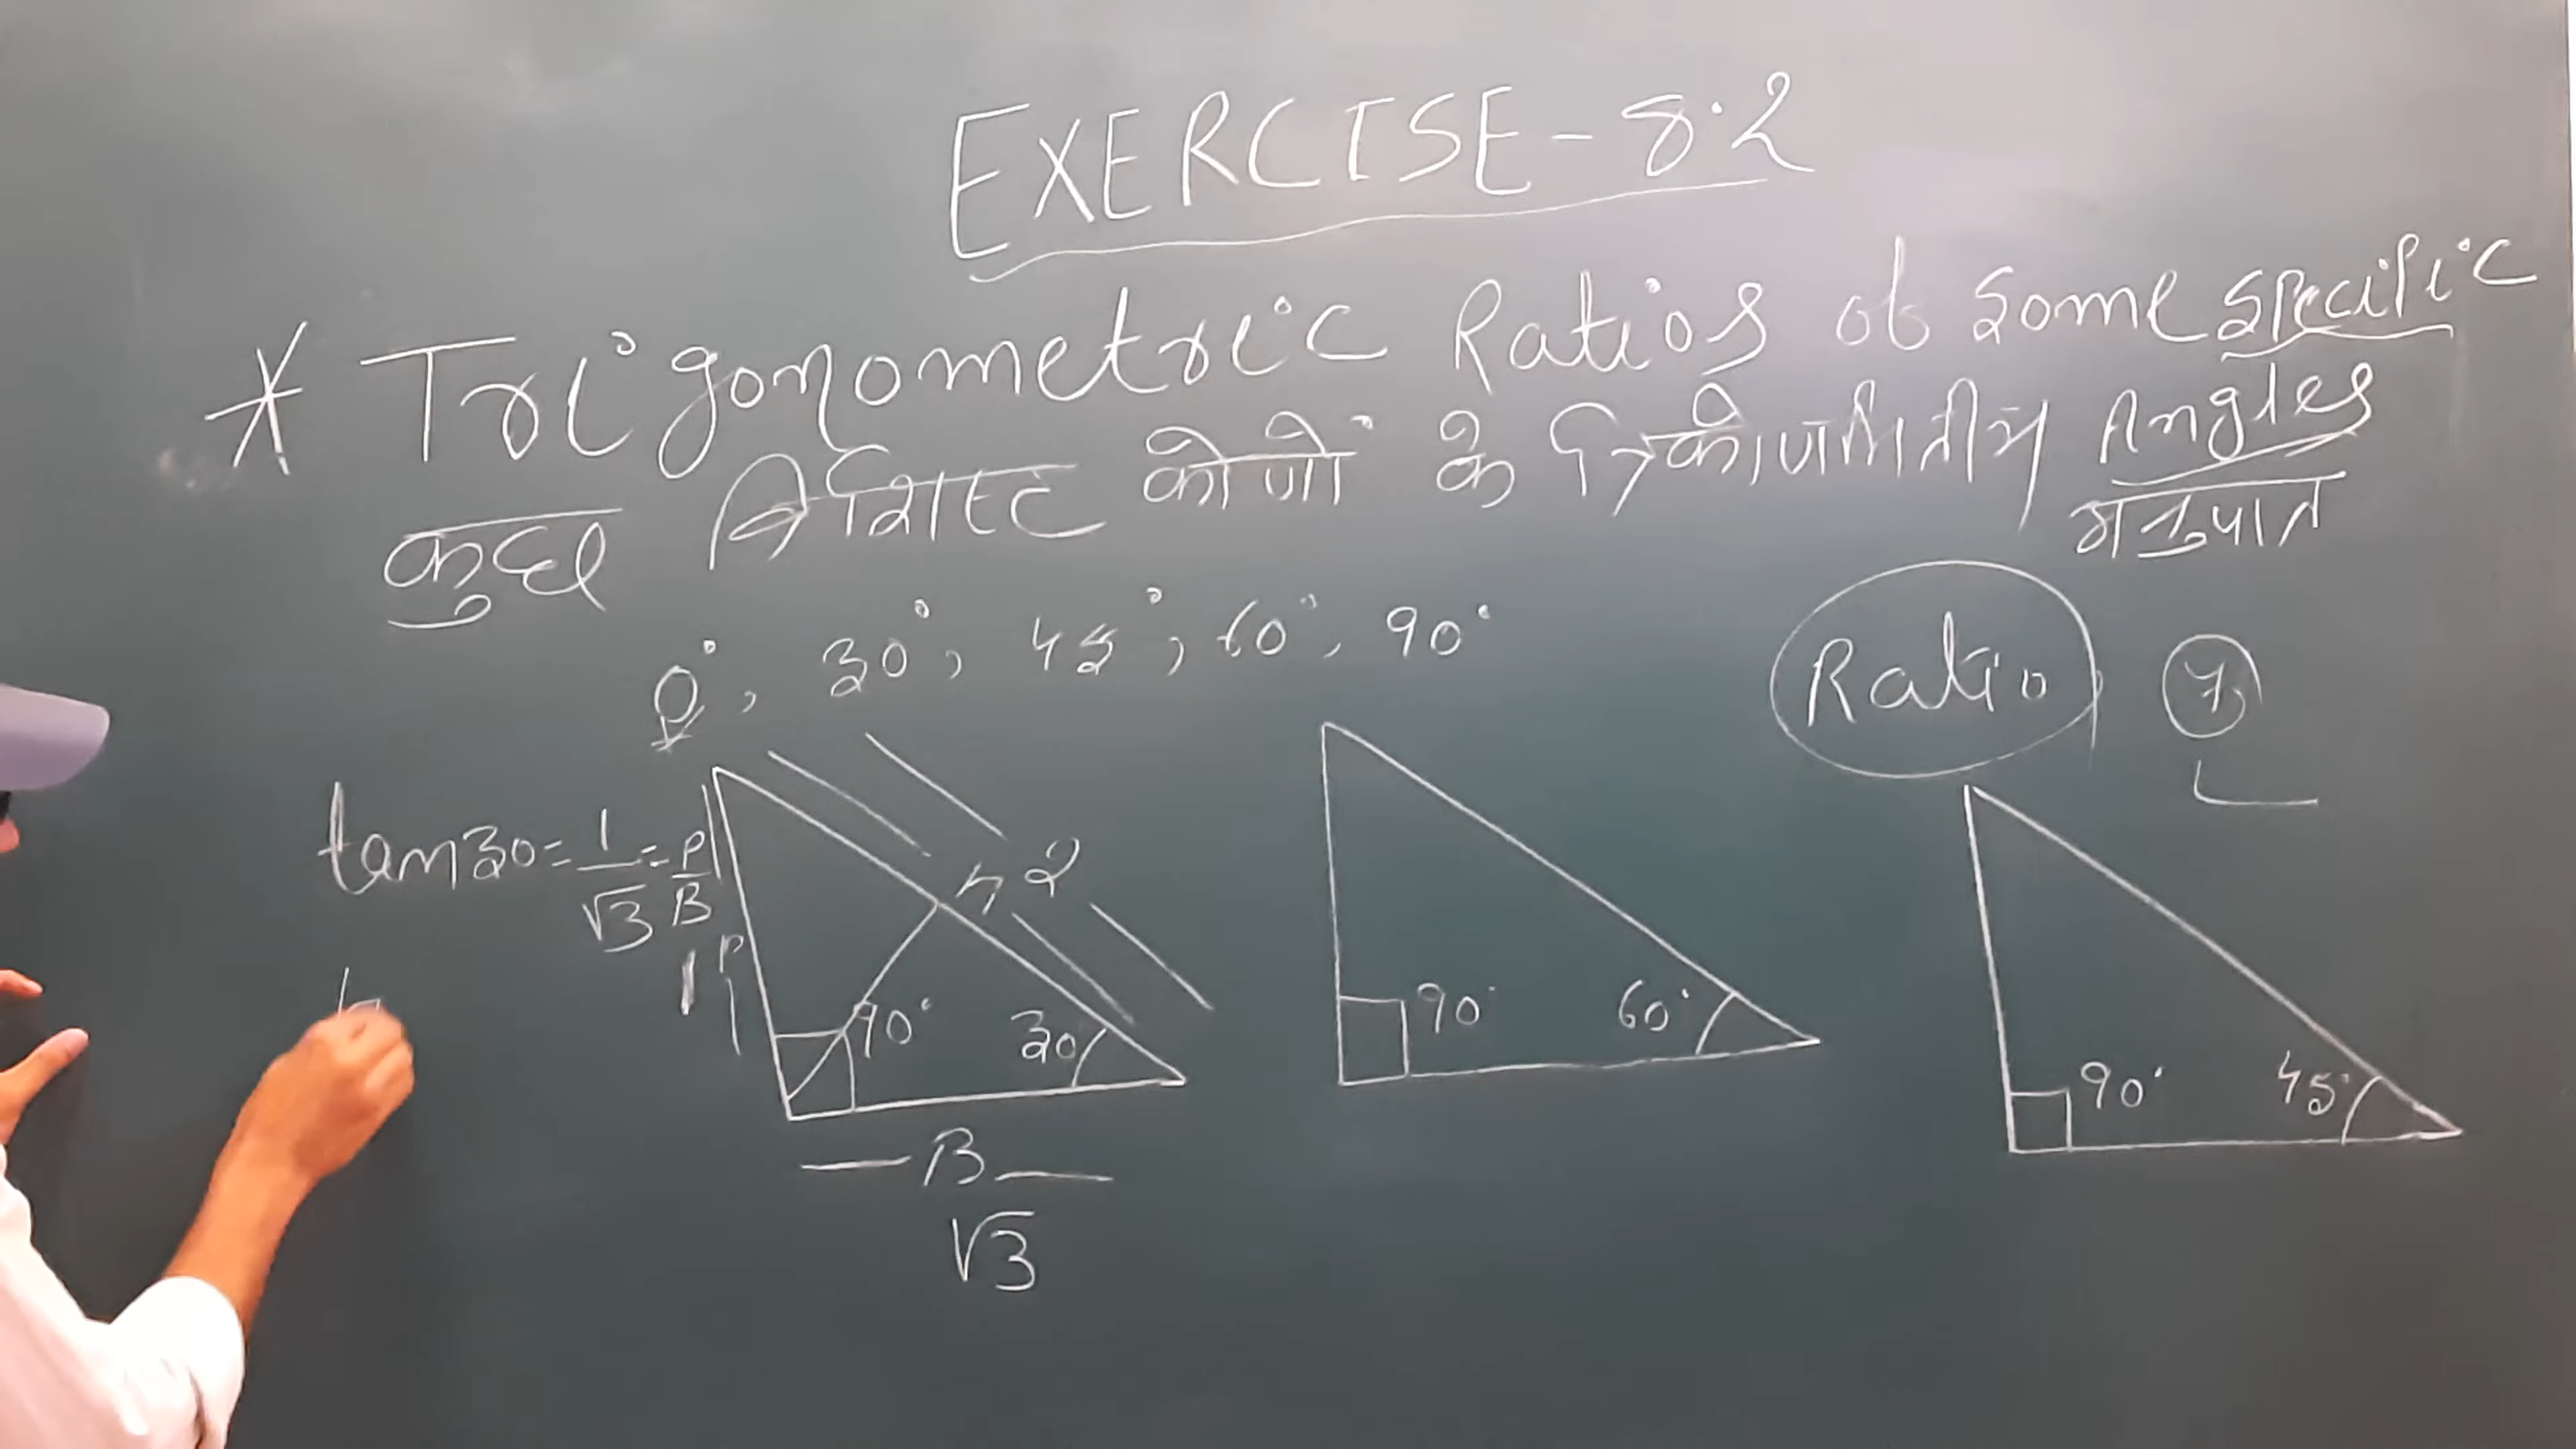 EXERCISE-8.2
* Trigonometric Ratios of some specific
Angles
कुछ विशिष्ट कोणों के त्रिकोणमितीय
अनुपात
0°, 30°, 45°, 60°, 90°
Ratio
tan30 = 1/√3 = P/B
2
1 P
90° 30
B
√3
90° 60°
90° 45°